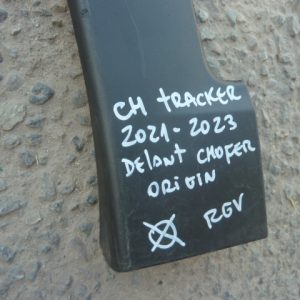 CH tRACKER
2021-2023
DElAnt CHOFER
ORiGiN
RGV